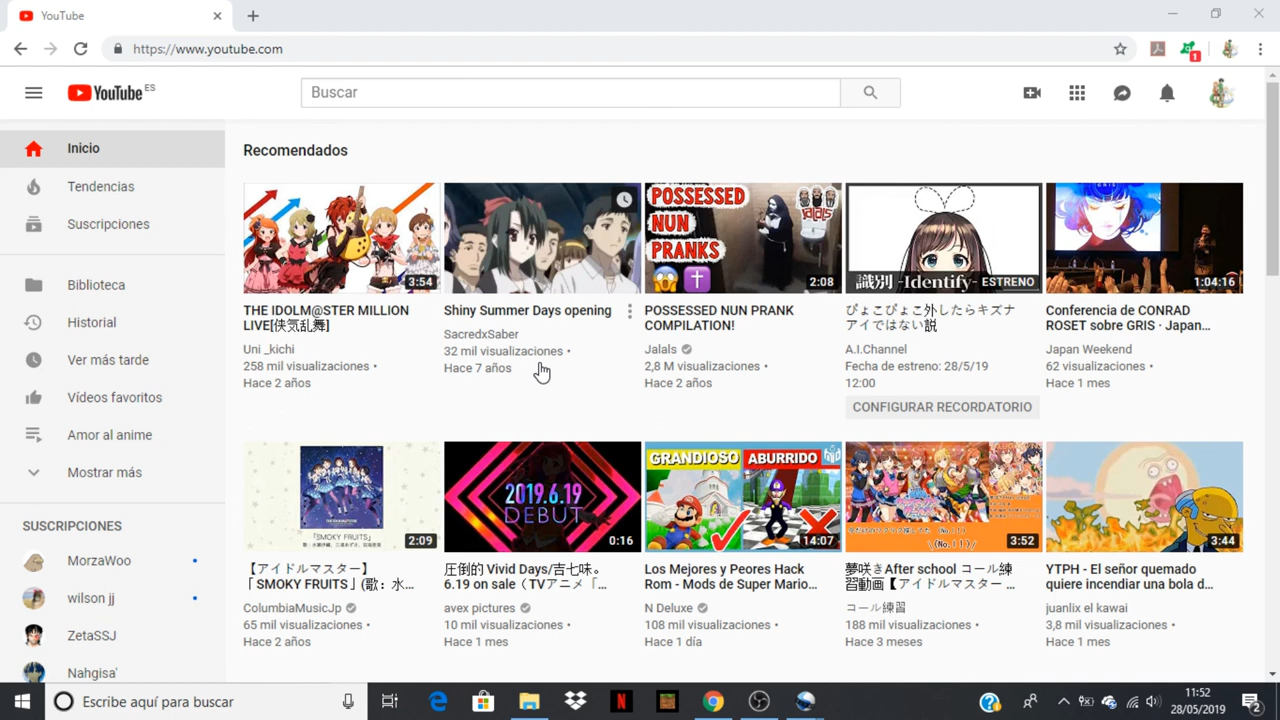 YouTube
https://www.youtube.com
1
YouTube ES
Buscar
Inicio
Tendencias
Suscripciones
Biblioteca
Historial
Ver más tarde
Vídeos favoritos
Amor al anime
Mostrar más
SUSCRIPCIONES
MorzaWoo
wilson jj
ZetaSSJ
Nahgisa'
Recomendados
3:54
THE IDOLM@STER MILLION
LIVE[侠気乱舞]
Uni _kichi
258 mil visualizaciones •
Hace 2 años
Shiny Summer Days opening
SacredxSaber
32 mil visualizaciones •
Hace 7 años
POSSESSED
NUN
PRANKS
Jalals
2:08
POSSESSED NUN PRANK
COMPILATION!
Jalals
2,8 M visualizaciones •
Hace 2 años
識別 -Identify-
ESTRENO
ぴょこぴょこ外したらキズナ
アイではない説
A.I.Channel
Fecha de estreno: 28/5/19
12:00
CONFIGURAR RECORDATORIO
GRIS
1:04:16
Conferencia de CONRAD
ROSET sobre GRIS · Japan...
Japan Weekend
62 visualizaciones •
Hace 1 mes
「SMOKY FRUITS」
2:09
【アイドルマスター】
「SMOKY FRUITS」(歌：水...
ColumbiaMusicJp
65 mil visualizaciones •
Hace 2 años
2019.6.19
DEBUT
0:16
圧倒的 Vivid Days/吉七味。
6.19 on sale（TVアニメ「...
avex pictures
10 mil visualizaciones •
Hace 1 mes
GRANDIOSO
ABURRIDO
14:07
Los Mejores y Peores Hack
Rom - Mods de Super Mario...
N Deluxe
108 mil visualizaciones •
Hace 1 día
\(No.1!)/
3:52
夢咲きAfter school コール練
習動画【アイドルマスター ...
コール練習
188 mil visualizaciones •
Hace 3 meses
3:44
YTPH - El señor quemado
quiere incendiar una bola d...
juanlix el kawai
3,8 mil visualizaciones •
Hace 1 mes
Escribe aquí para buscar
N
11:52
28/05/2019
2